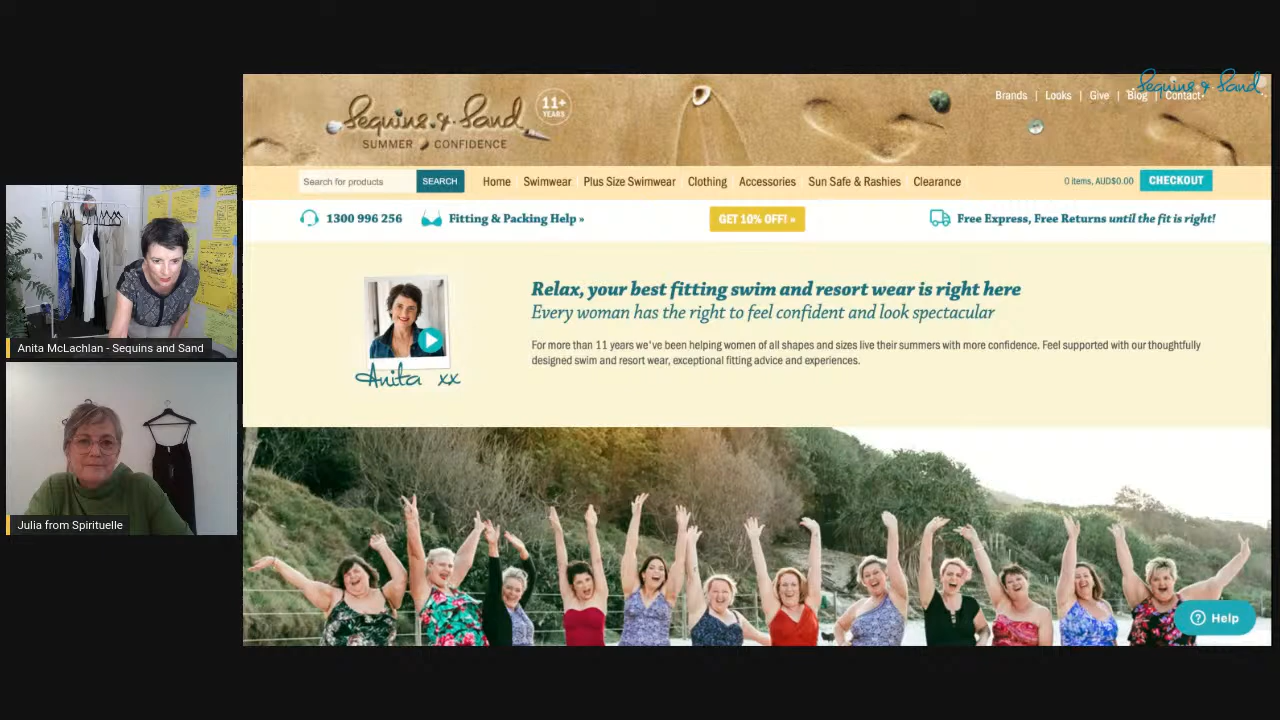 Sequins & Sand
SUMMER CONFIDENCE
11+
YEARS
Brands | Looks | Give | Blog | Contact
Sequins & Sand
Search for products
SEARCH
Home
Swimwear
Plus Size Swimwear
Clothing
Accessories
Sun Safe & Rashies
Clearance
0 items, AUD$0.00
CHECKOUT
1300 996 256
Fitting & Packing Help »
GET 10% OFF! »
Free Express, Free Returns until the fit is right!
Anita xx
Relax, your best fitting swim and resort wear is right here
Every woman has the right to feel confident and look spectacular
For more than 11 years we've been helping women of all shapes and sizes live their summers with more confidence. Feel supported with our thoughtfully
designed swim and resort wear, exceptional fitting advice and experiences.
Anita McLachlan - Sequins and Sand
Julia from Spirituelle
Help